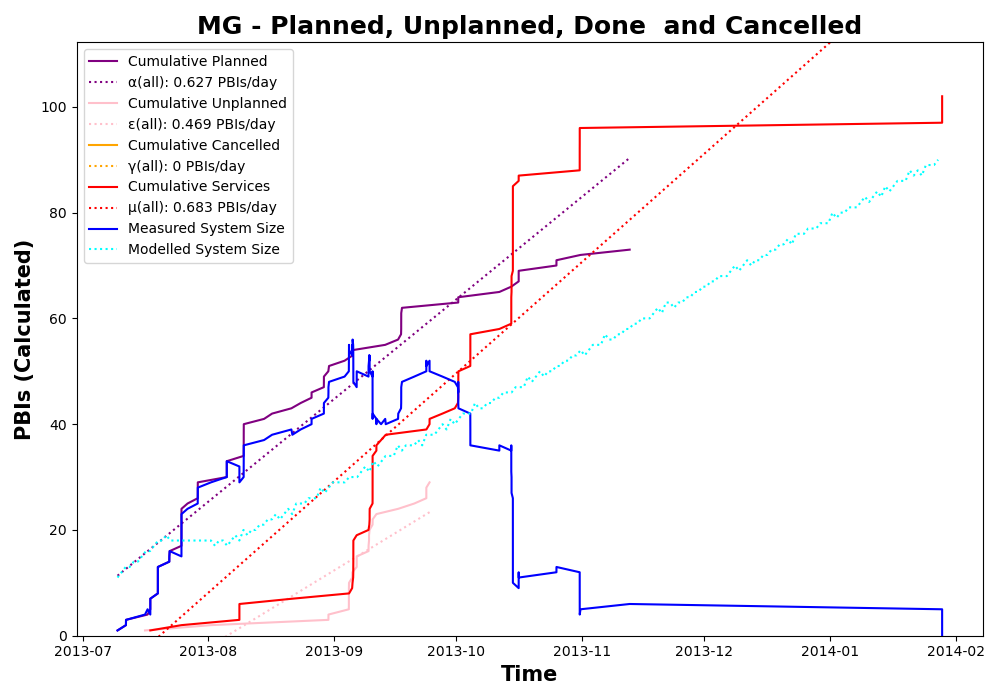 MG - Planned, Unplanned, Done  and Cancelled
Cumulative Planned
α(all): 0.627 PBIs/day
Cumulative Unplanned
ε(all): 0.469 PBIs/day
Cumulative Cancelled
γ(all): 0 PBIs/day
Cumulative Services
μ(all): 0.683 PBIs/day
Measured System Size
Modelled System Size
PBIs (Calculated)
100
80
60
40
20
0
2013-07 2013-08 2013-09 2013-10 2013-11 2013-12 2014-01 2014-02
Time